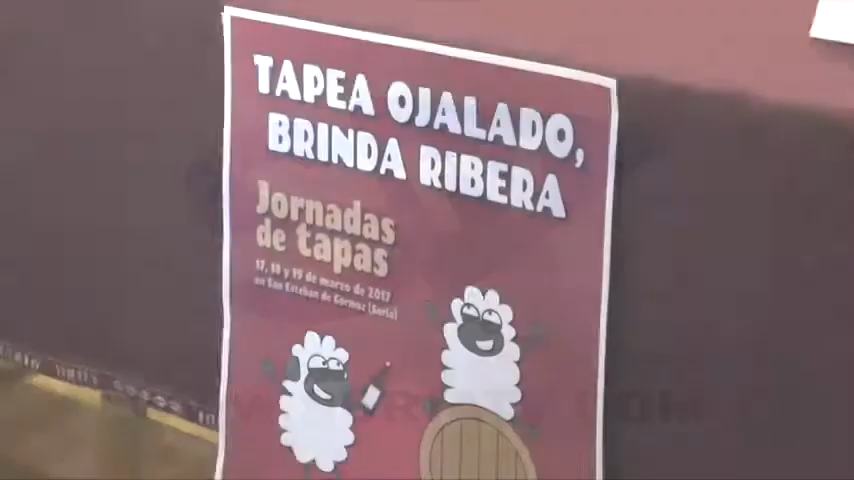 TAPEA OJALADO,
BRINDA RIBERA
Jornadas
de tapas
17, 18 y 19 de marzo de 2017
en San Esteban de Gormaz (Soria)